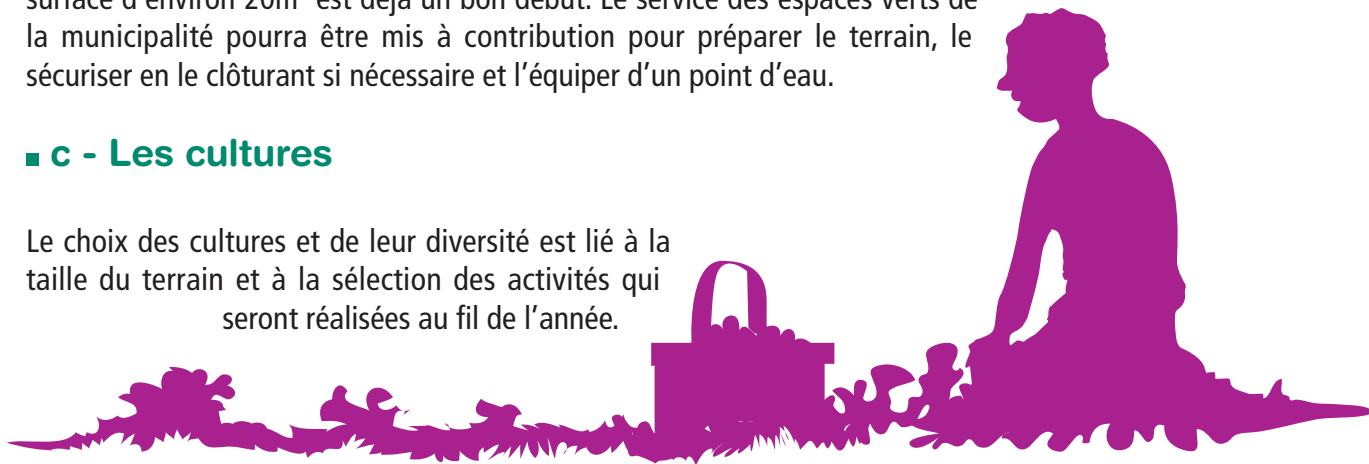 surface d'environ 20m² est déjà un bon début. Le service des espaces verts de
la municipalité pourra être mis à contribution pour préparer le terrain, le
sécuriser en le clôturant si nécessaire et l’équiper d’un point d’eau.
c - Les cultures
Le choix des cultures et de leur diversité est lié à la
taille du terrain et à la sélection des activités qui
seront réalisées au fil de l’année.